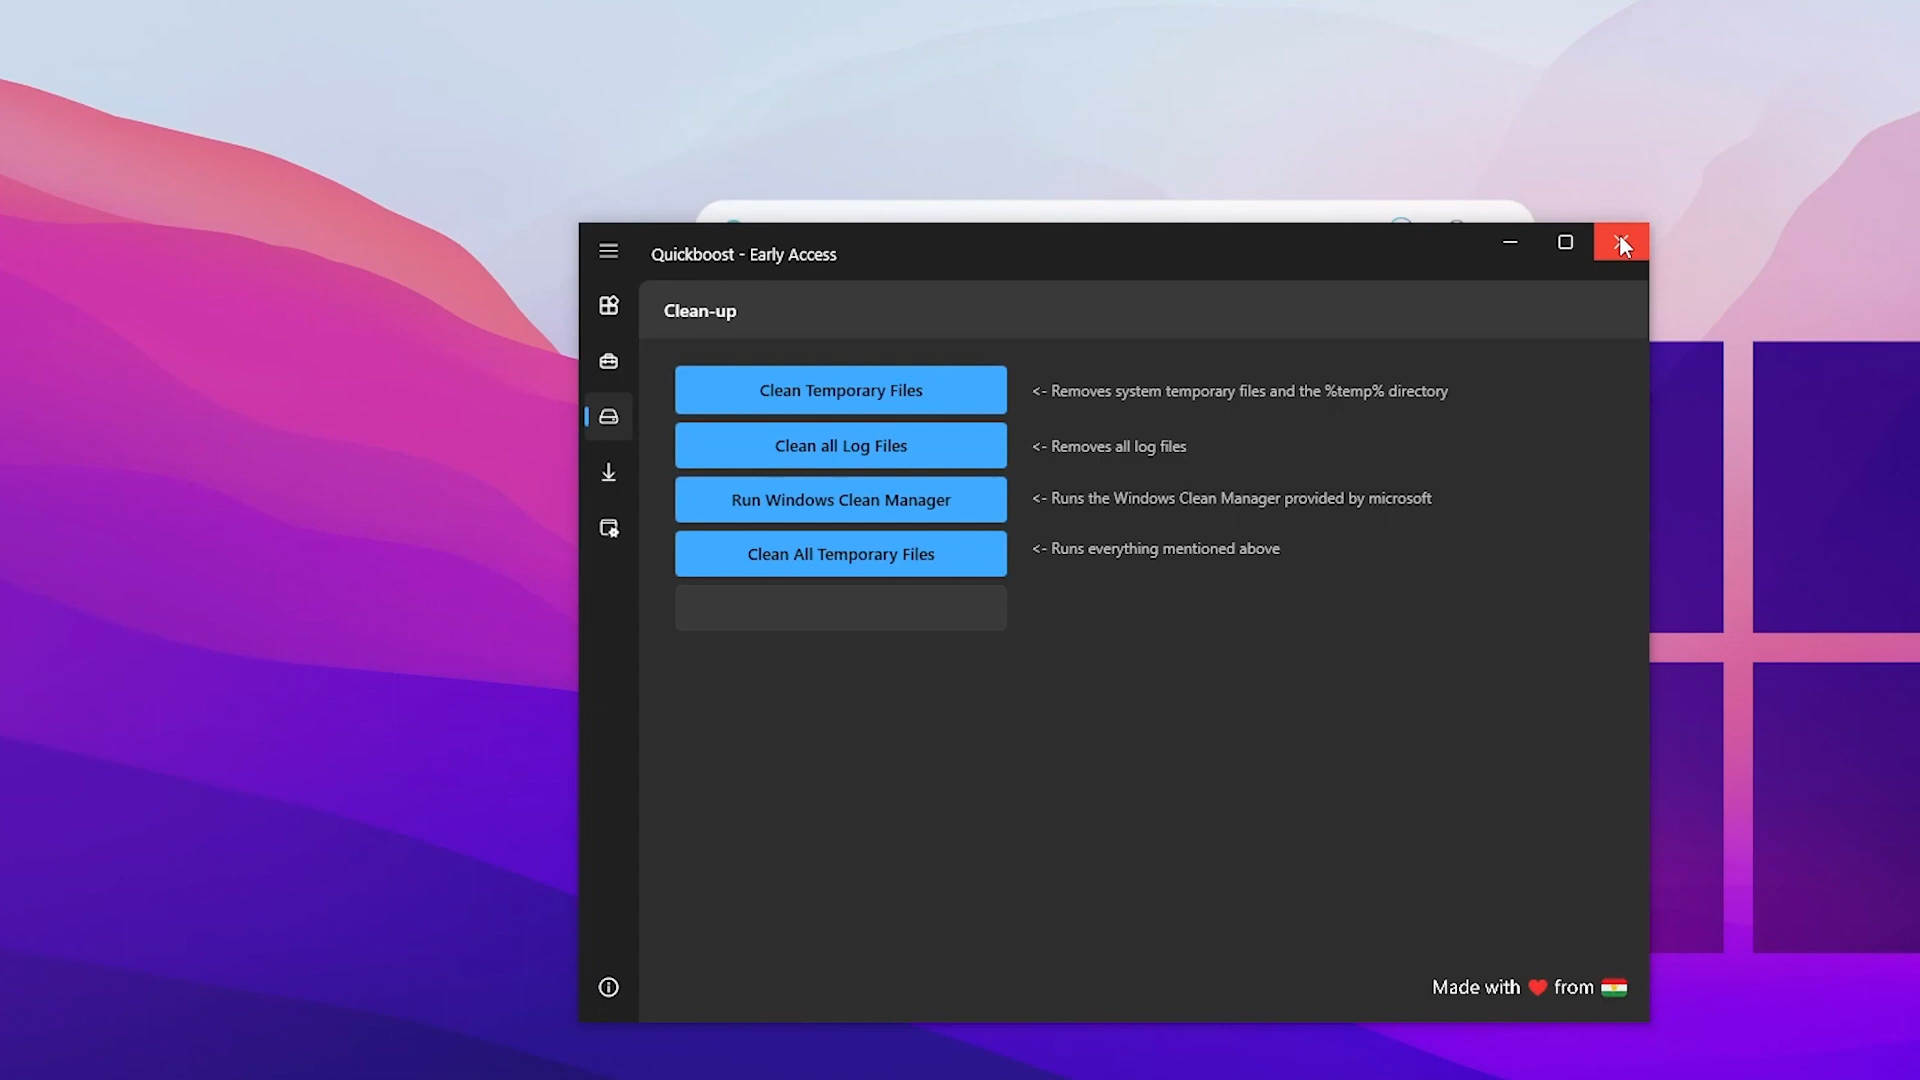 Quickboost - Early Access
Clean-up
Clean Temporary Files <- Removes system temporary files and the %temp% directory
Clean all Log Files <- Removes all log files
Run Windows Clean Manager <- Runs the Windows Clean Manager provided by microsoft
Clean All Temporary Files <- Runs everything mentioned above
Made with ❤ from